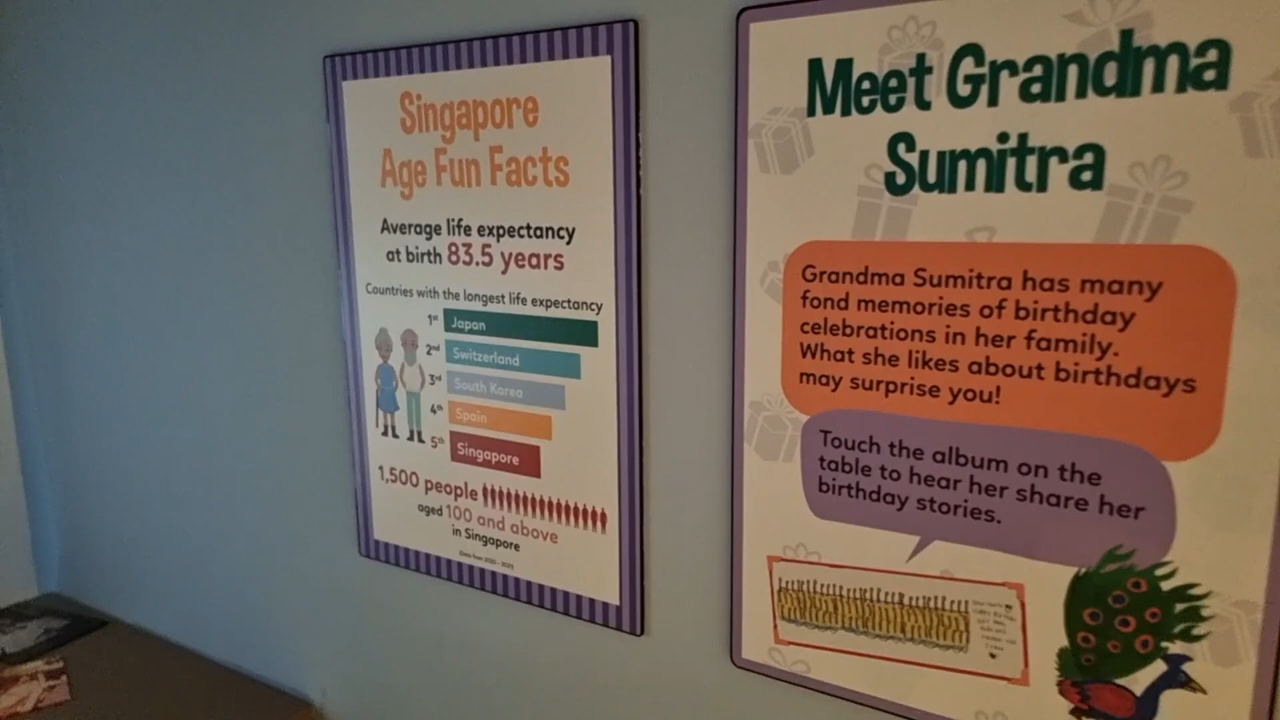 Singapore
Age Fun Facts
Average life expectancy
at birth 83.5 years
Countries with the longest life expectancy
1st Japan
2nd Switzerland
3rd South Korea
4th Spain
5th Singapore
1,500 people
aged 100 and above
in Singapore
Meet Grandma
Sumitra
Grandma Sumitra has many
fond memories of birthday
celebrations in her family.
What she likes about birthdays
may surprise you!
Touch the album on the
table to hear her share her
birthday stories.